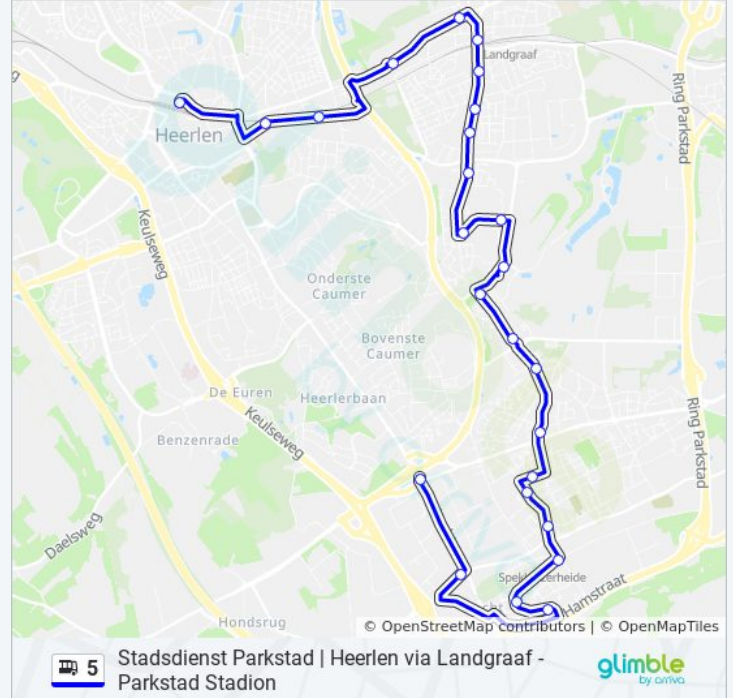 Landgraaf
Ring Parkstad
Heerlen
Keulseweg
Onderste
Caumer
Bovenste
Caumer
De Euren
Heerlerbaan
Keulseweg
Benzenrade
Ring Parkstad
Daelsweg
Hamstraat
Hondsrug
© OpenStreetMap contributors | © OpenMapTiles
5
Stadsdienst Parkstad | Heerlen via Landgraaf -
Parkstad Stadion
glimble
by arriva